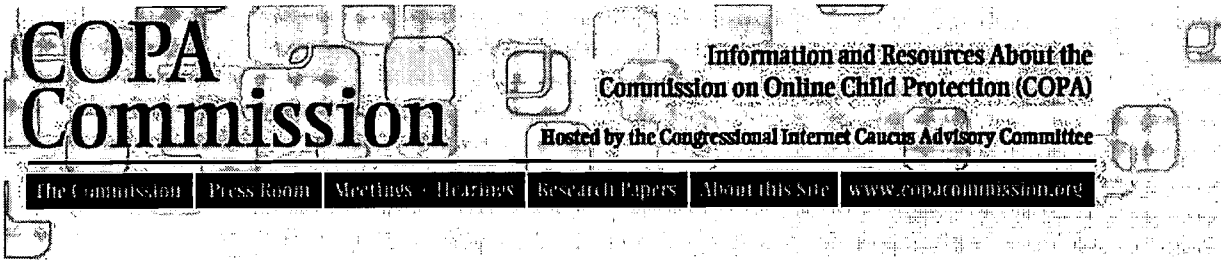 COPA
Commission
Information and Resources About the
Commission on Online Child Protection (COPA)
Hosted by the Congressional Internet Caucus Advisory Committee
The Commission Press Room Meetings + Hearings Research Papers About this Site www.copacommission.org